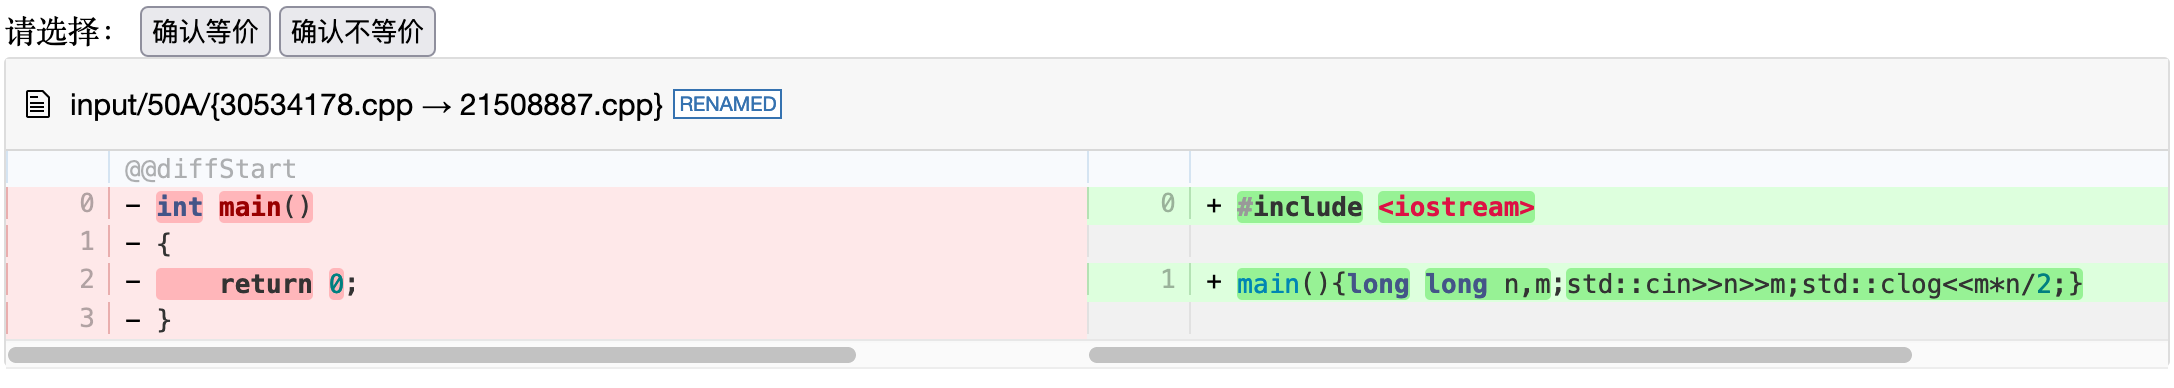 请选择： 确认等价 确认不等价
input/50A/{30534178.cpp → 21508887.cpp} RENAMED
@@diffStart
0 - int main()
1 - {
2 -     return 0;
3 - }
0 + #include <iostream>
1 + main(){long long n,m;std::cin>>n>>m;std::clog<<m*n/2;}